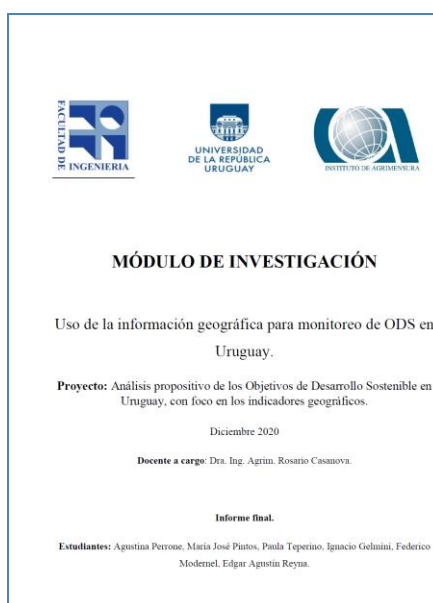 FACULTAD DE
INGENIERIA
UNIVERSIDAD
DE LA REPÚBLICA
URUGUAY
INSTITUTO DE AGRIMENSURA
MÓDULO DE INVESTIGACIÓN
Uso de la información geográfica para monitoreo de ODS en
Uruguay.
Proyecto: Análisis propositivo de los Objetivos de Desarrollo Sostenible en
Uruguay, con foco en los indicadores geográficos.
Diciembre 2020
Docente a cargo: Dra. Ing. Agrim. Rosario Casanova.
Informe final.
Estudiantes: Agustina Perrone, María José Pintos, Paula Teperino, Ignacio Gelmini, Federico
Modernel, Edgar Agustín Reyna.